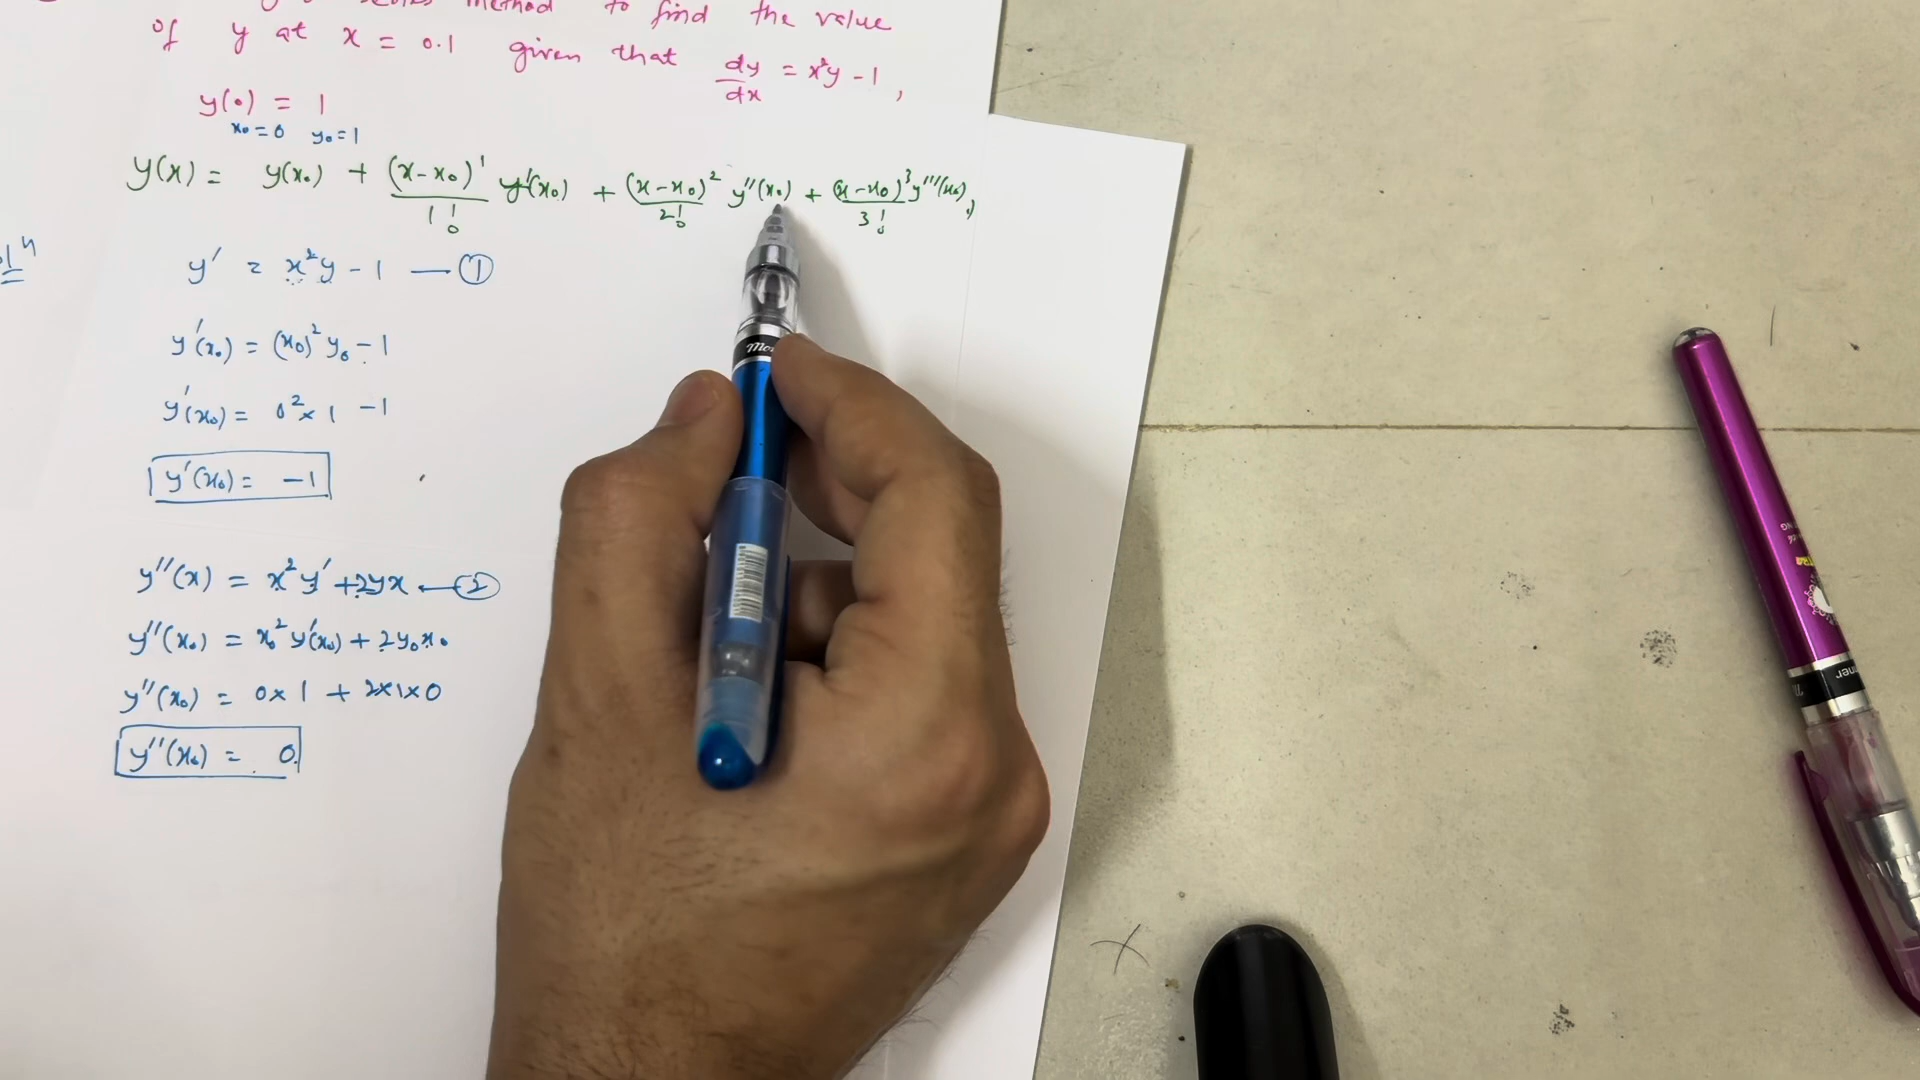 method to find the value
of y at x = 0.1 given that dy/dx = x²y - 1,
y(0) = 1
x₀ = 0 y₀ = 1
y(x) = y(x₀) + (x-x₀)¹/1! y'(x₀) + (x-x₀)²/2! y''(x₀) + (x-x₀)³/3! y'''(x₀),
y' = x²y - 1 — ①
y'(x₀) = (x₀)² y₀ - 1
y'(x₀) = 0² × 1 - 1
y'(x₀) = -1
y''(x) = x²y' + 2yx — ②
y''(x₀) = x₀² y'(x₀) + 2y₀x₀
y''(x₀) = 0×1 + 2×1×0
y''(x₀) = 0